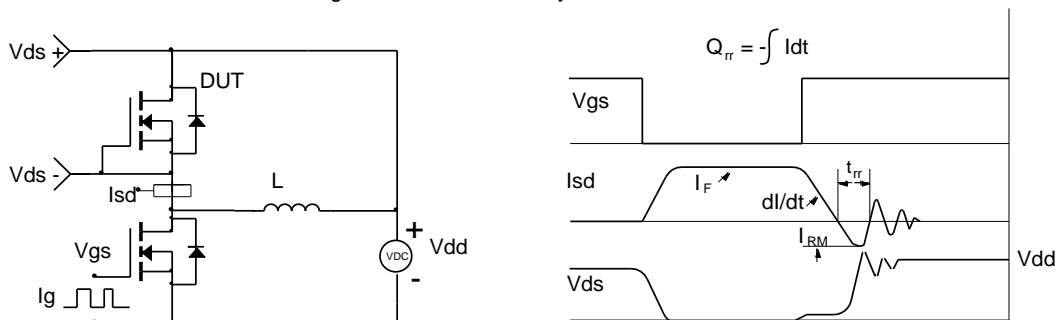 Vds +
DUT
Vds -
Isd
L
Vgs
Ig
+
VDC
-
Vdd
Qrr = -∫ Idt
Vgs
Isd
IF
dI/dt
trr
IRM
Vdd
Vds